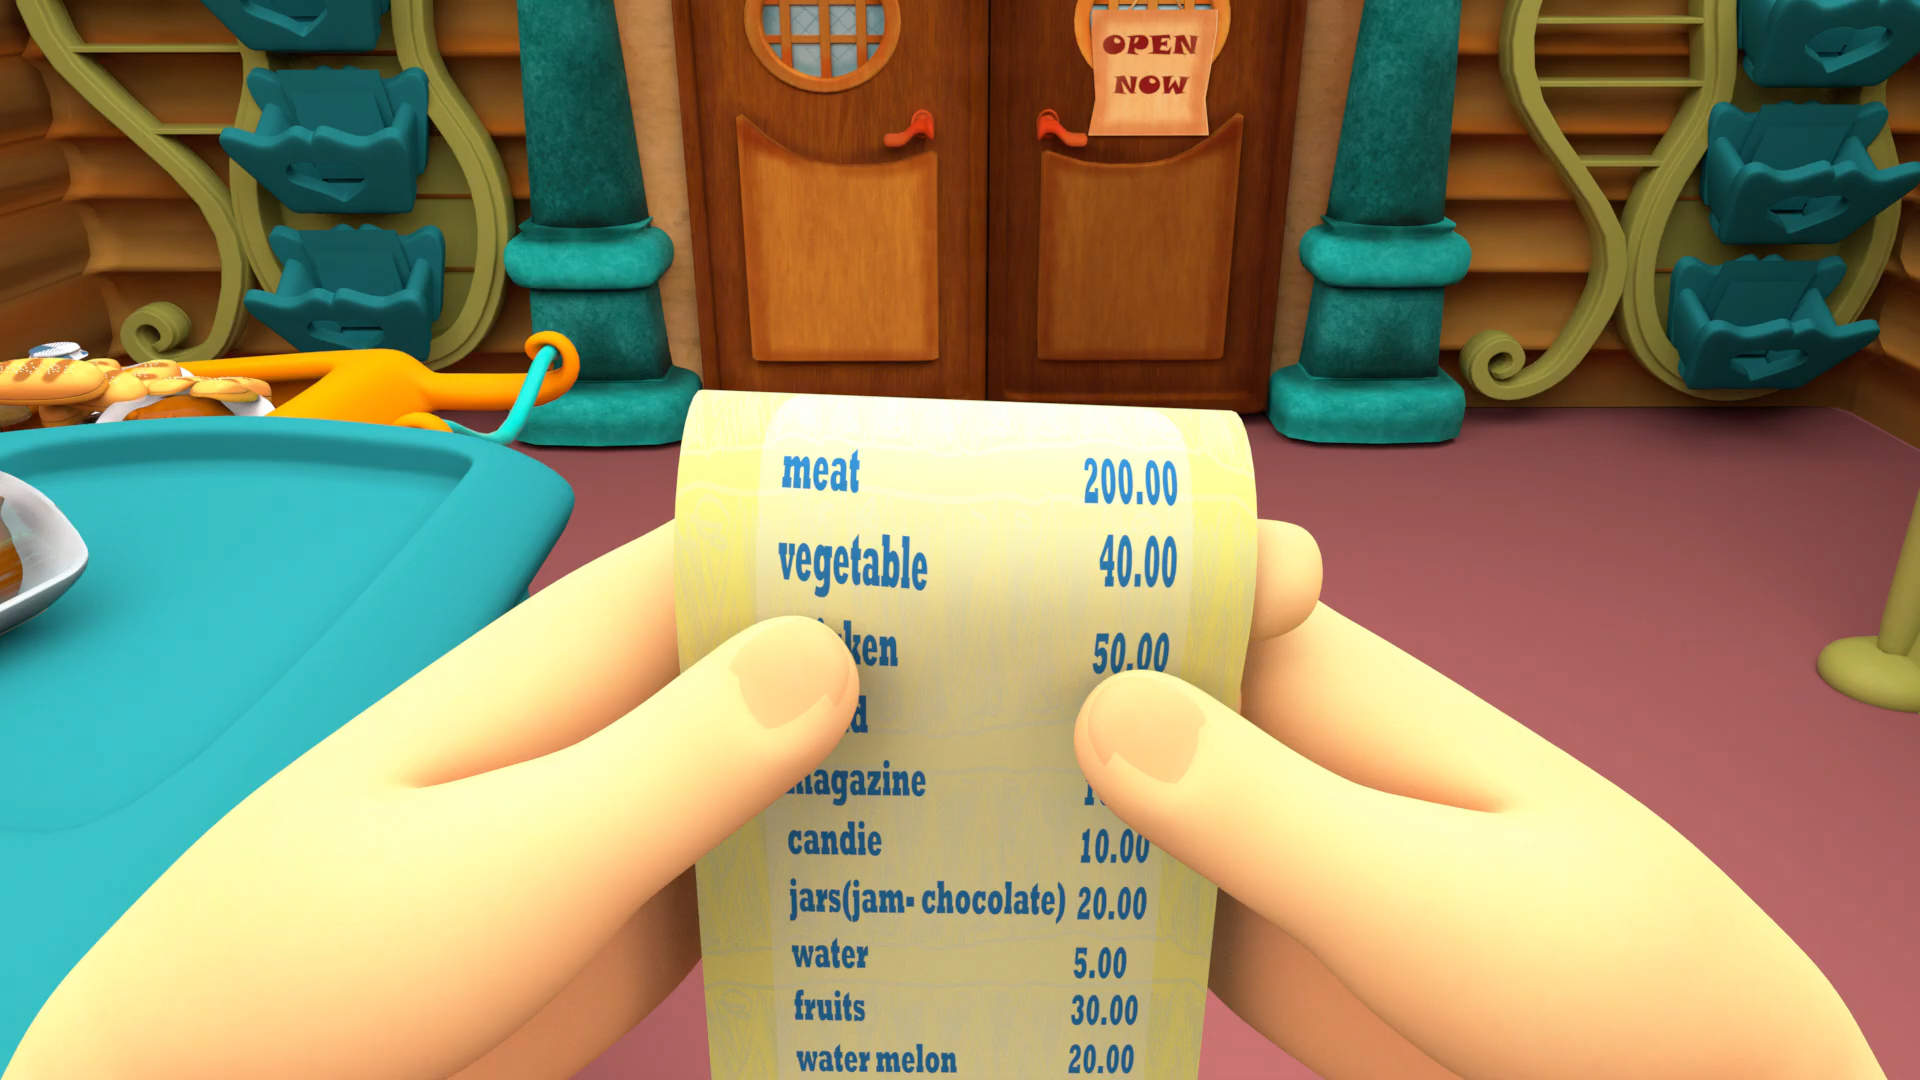 OPEN
NOW
meat 200.00
vegetable 40.00
50.00
magazine
candie 10.00
jars(jam- chocolate) 20.00
water 5.00
fruits 30.00
water melon 20.00